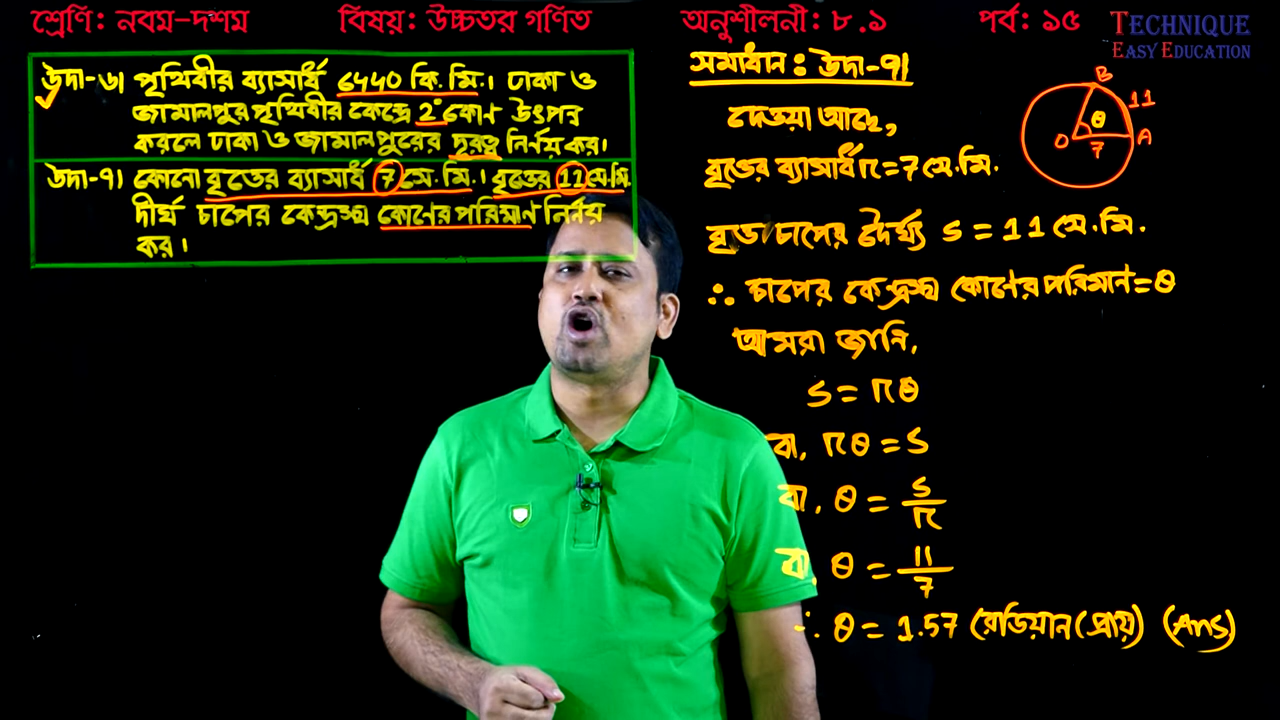 শ্রেণি: নবম-দশম বিষয়: উচ্চতর গণিত অনুশীলনী: ৮.১ পর্ব: ১৫
TECHNIQUE
EASY EDUCATION
উদা-৬। পৃথিবীর ব্যাসার্ধ 6440 কি.মি.। ঢাকা ও
জামালপুর পৃথিবীর কেন্দ্রে 2° কোণ উৎপন্ন
করলে ঢাকা ও জামালপুরের দূরত্ব নির্ণয় কর।
উদা-৭। কোনো বৃত্তের ব্যাসার্ধ 7 সে.মি.। বৃত্তের 11 সে.মি.
দীর্ঘ চাপের কেন্দ্রস্থ কোণের পরিমাণ নির্ণয়
কর।
সমাধান: উদা-৭।
দেওয়া আছে,
বৃত্তের ব্যাসার্ধ r = 7 সে.মি.
বৃত্ত চাপের দৈর্ঘ্য s = 11 সে.মি.
∴ চাপের কেন্দ্রস্থ কোণের পরিমান = θ
আমরা জানি,
s = rθ
বা, rθ = s
বা, θ = s/r
বা, θ = 11/7
∴ θ = 1.57 রেডিয়ান (প্রায়) (Ans)
B
11
θ
O
7
A